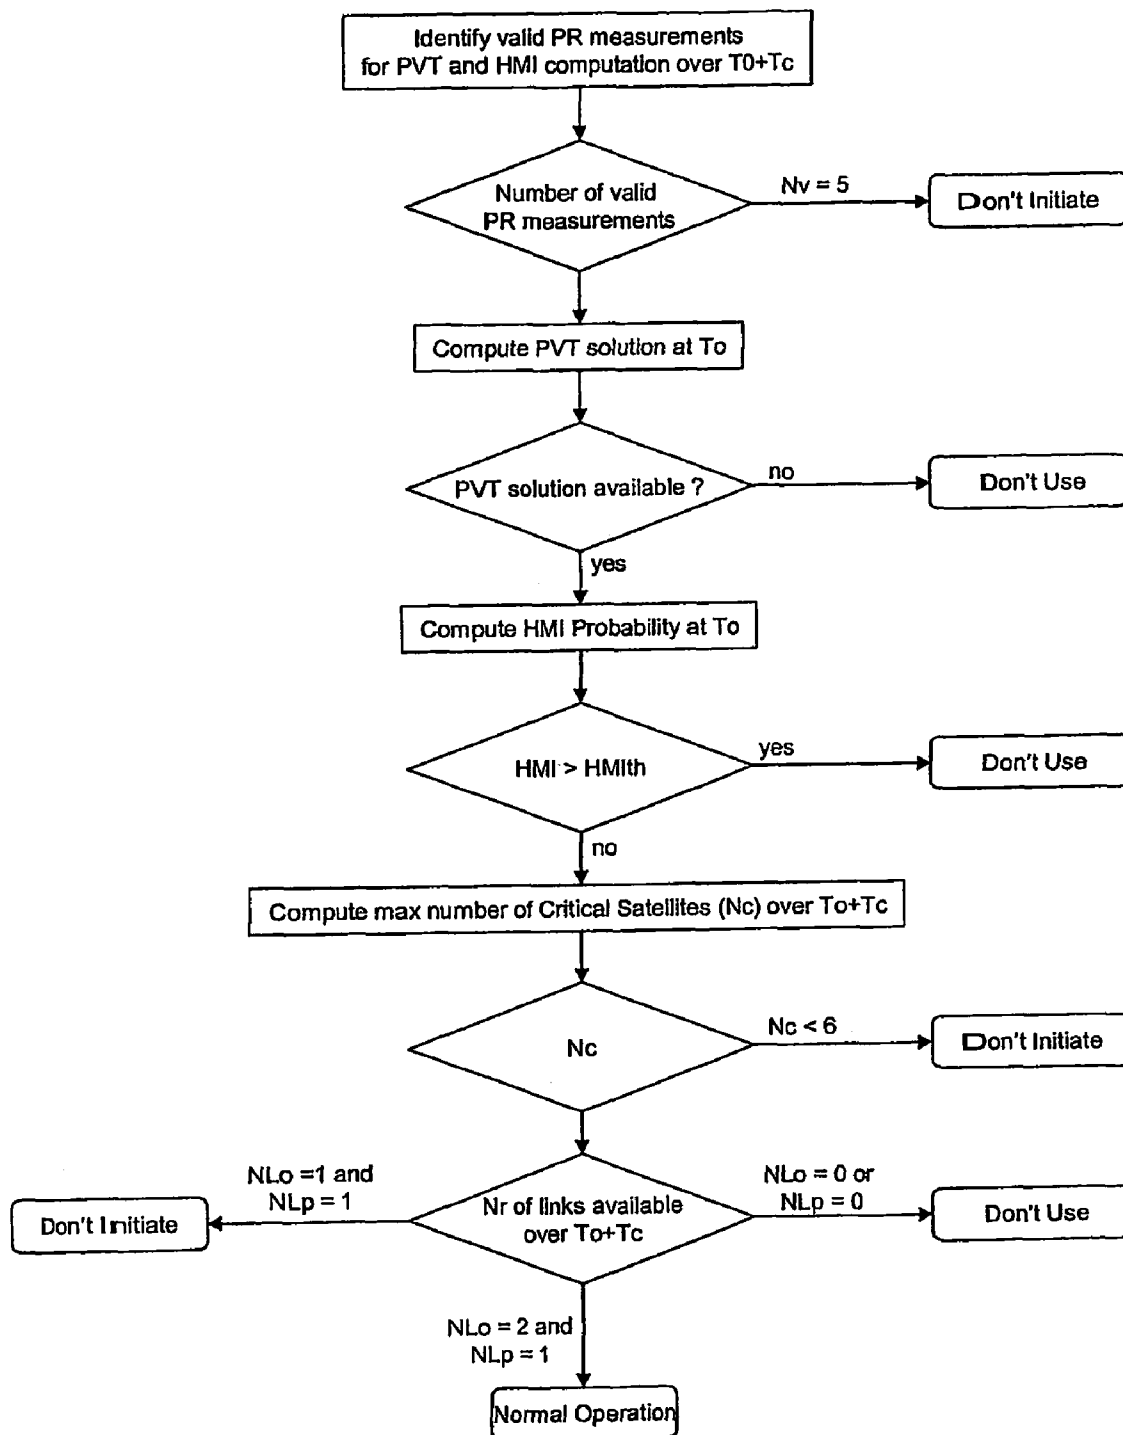 Identify valid PR measurements
for PVT and HMI computation over T0+Tc
Number of valid
PR measurements
Nv = 5
Don't Initiate
Compute PVT solution at To
PVT solution available ?
no
Don't Use
yes
Compute HMI Probability at To
HMI > HMIth
yes
Don't Use
no
Compute max number of Critical Satellites (Nc) over To+Tc
Nc
Nc < 6
Don't Initiate
NLo =1 and
NLp = 1
Don't Initiate
Nr of links available
over To+Tc
NLo = 0 or
NLp = 0
Don't Use
NLo = 2 and
NLp = 1
Normal Operation